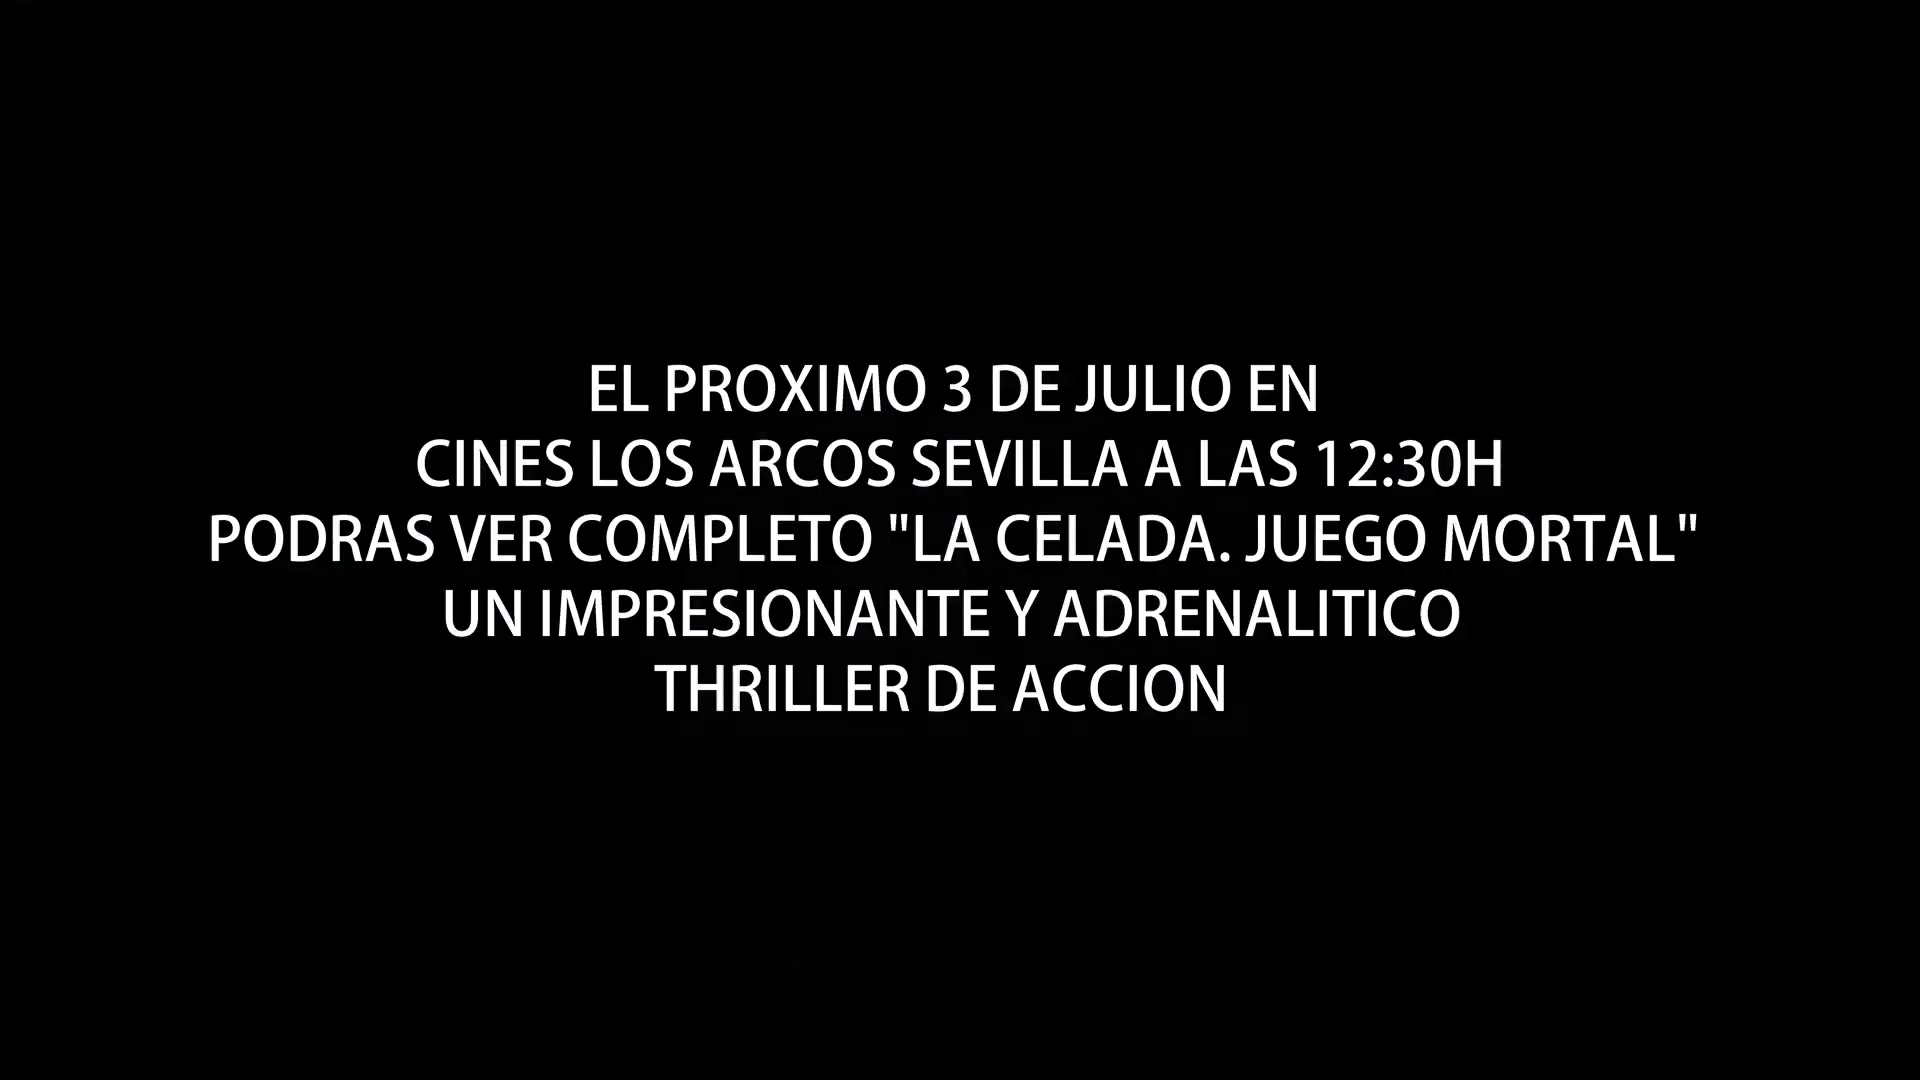 EL PROXIMO 3 DE JULIO EN
CINES LOS ARCOS SEVILLA A LAS 12:30H
PODRAS VER COMPLETO "LA CELADA. JUEGO MORTAL"
UN IMPRESIONANTE Y ADRENALITICO
THRILLER DE ACCION